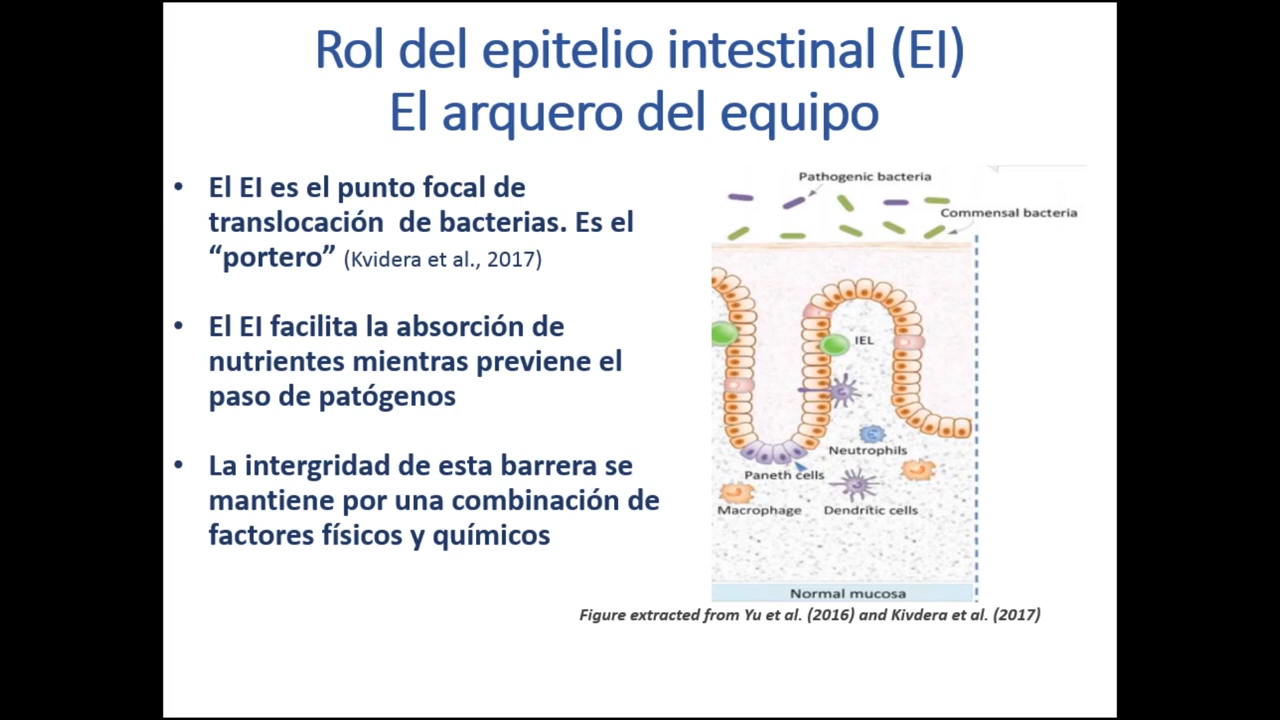 Rol del epitelio intestinal (EI)
El arquero del equipo
• El EI es el punto focal de
translocación de bacterias. Es el
“portero” (Kvidera et al., 2017)
• El EI facilita la absorción de
nutrientes mientras previene el
paso de patógenos
• La intergridad de esta barrera se
mantiene por una combinación de
factores físicos y químicos
Pathogenic bacteria
Commensal bacteria
IEL
Neutrophils
Paneth cells
Macrophage
Dendritic cells
Normal mucosa
Figure extracted from Yu et al. (2016) and Kivdera et al. (2017)